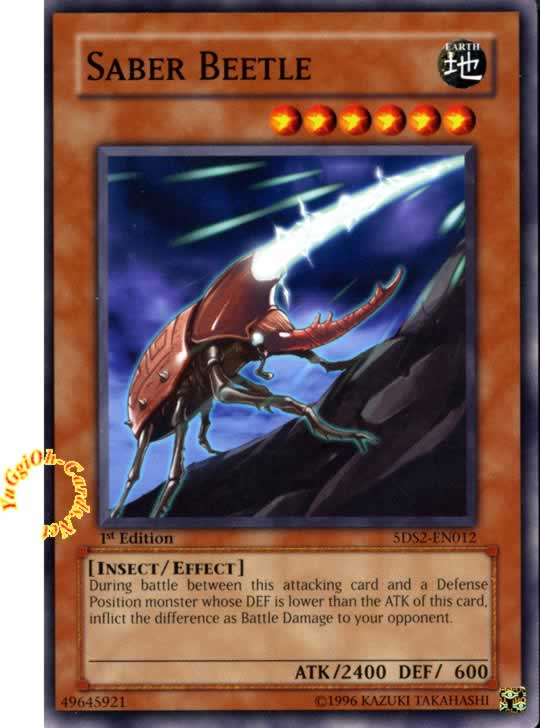 SABER BEETLE
EARTH
地
1st Edition
5DS2-EN012
[INSECT/EFFECT]
During battle between this attacking card and a Defense
Position monster whose DEF is lower than the ATK of this card,
inflict the difference as Battle Damage to your opponent.
ATK/2400 DEF/ 600
49645921
©1996 KAZUKI TAKAHASHI
YuGgiOh-Cards.Net